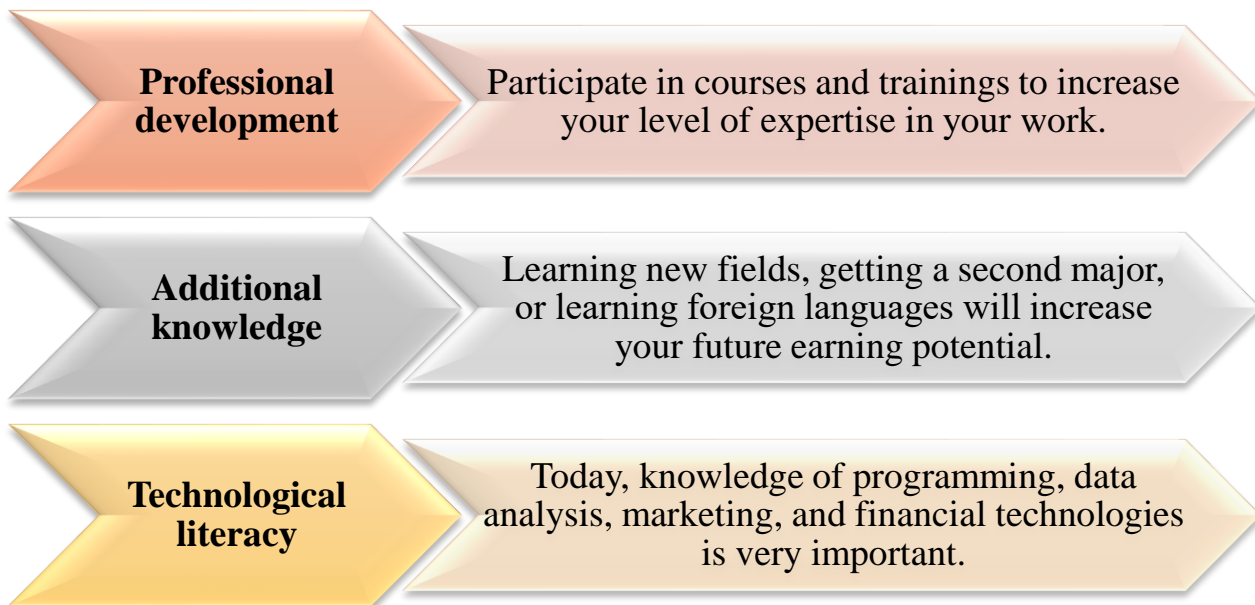 Professional
development
Participate in courses and trainings to increase
your level of expertise in your work.
Additional
knowledge
Learning new fields, getting a second major,
or learning foreign languages will increase
your future earning potential.
Technological
literacy
Today, knowledge of programming, data
analysis, marketing, and financial technologies
is very important.